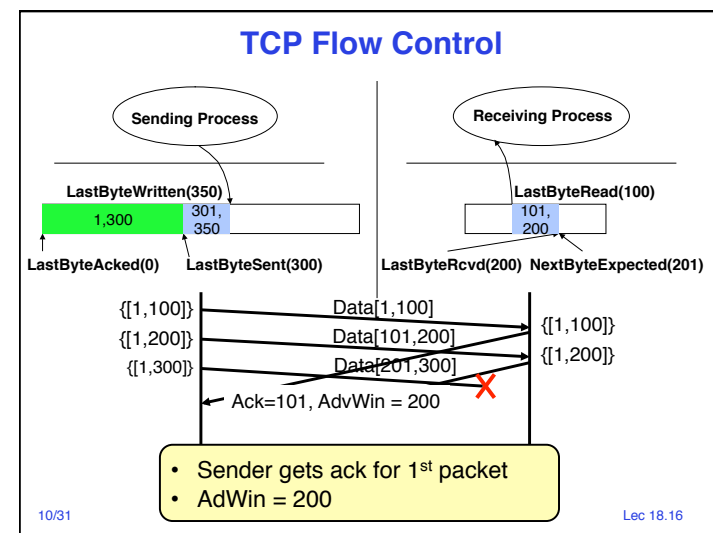 TCP Flow Control
Sending Process
Receiving Process
LastByteWritten(350)
LastByteRead(100)
1,300
301,
350
101,
200
LastByteAcked(0)
LastByteSent(300)
LastByteRcvd(200)
NextByteExpected(201)
{[1,100]}
Data[1,100]
{[1,100]}
{[1,200]}
Data[101,200]
{[1,200]}
{[1,300]}
Data[201,300]
Ack=101, AdvWin = 200
• Sender gets ack for 1st packet
• AdWin = 200
10/31
Lec 18.16